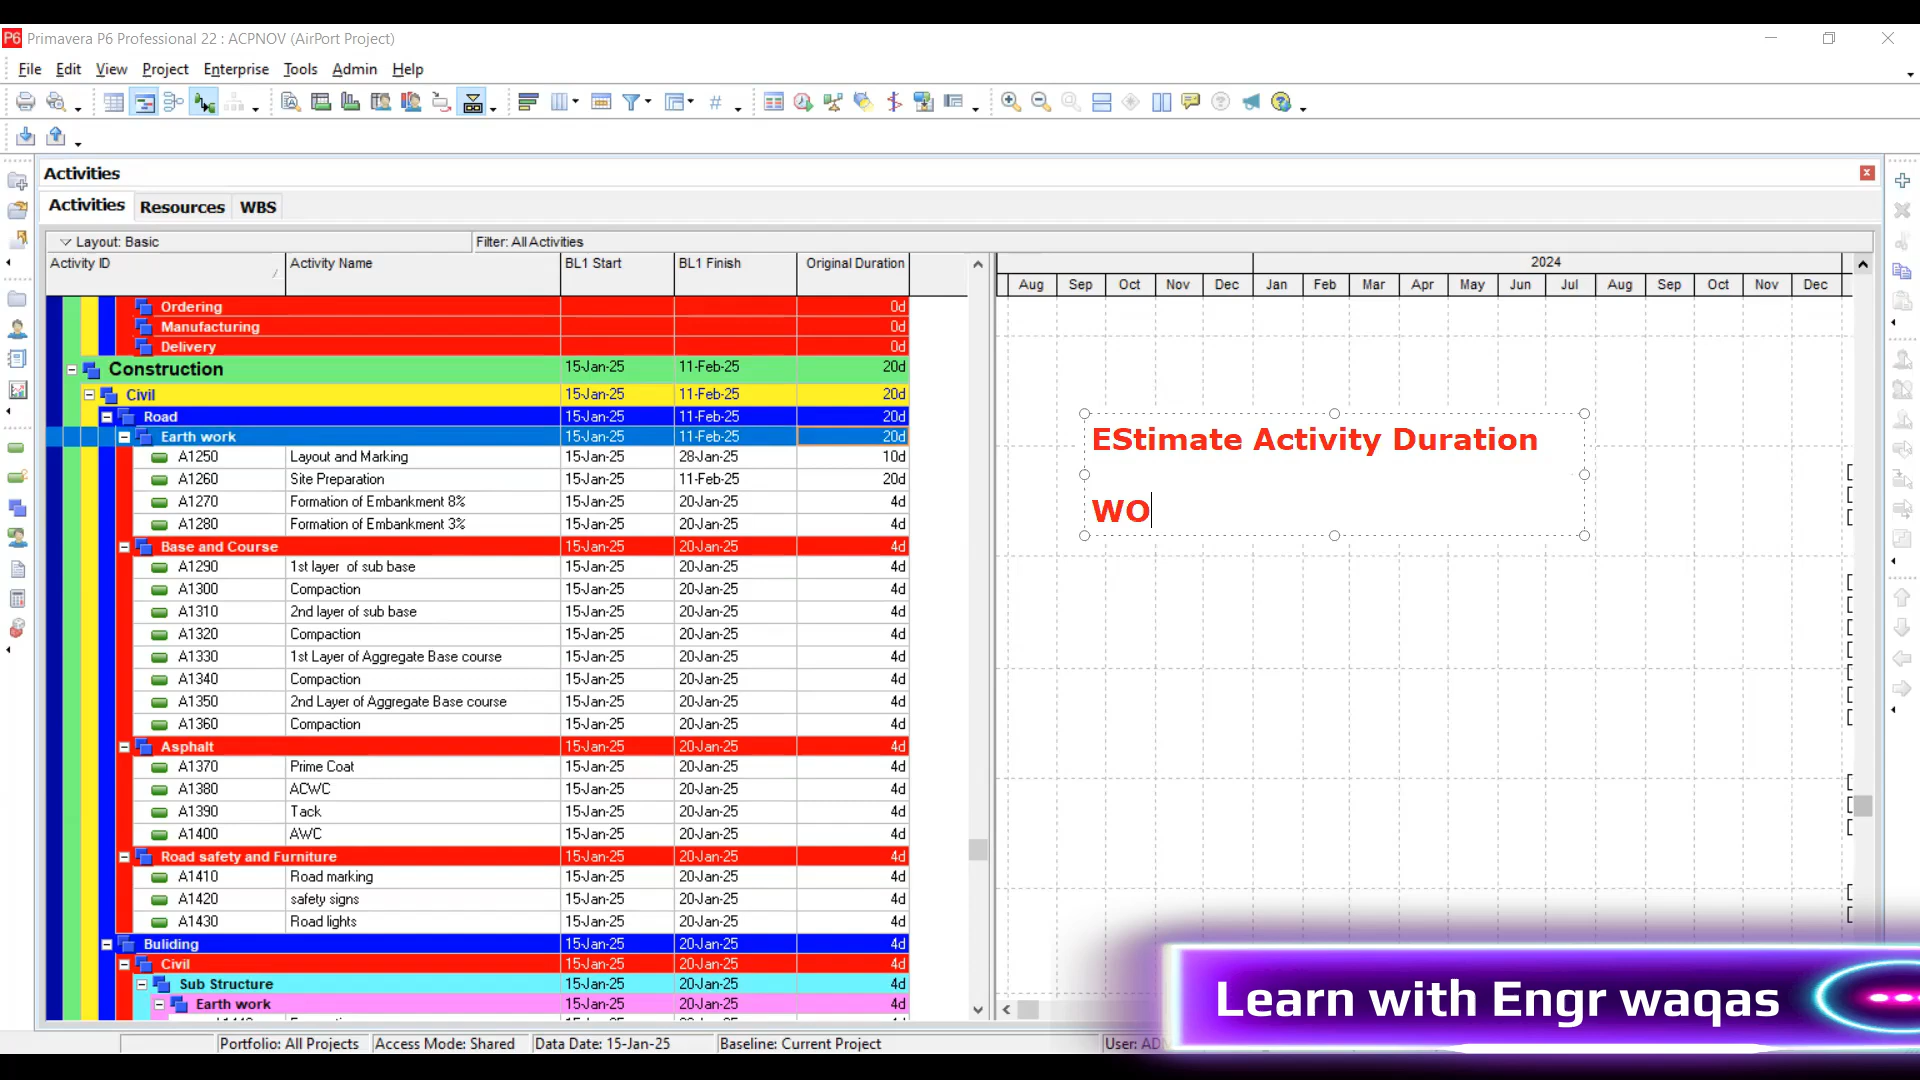 P6 Primavera P6 Professional 22 : ACPNOV (AirPort Project)
File Edit View Project Enterprise Tools Admin Help
Activities
Activities Resources WBS
Layout: Basic Filter: All Activities
Activity ID Activity Name BL1 Start BL1 Finish Original Duration
2024
Aug Sep Oct Nov Dec Jan Feb Mar Apr May Jun Jul Aug Sep Oct Nov Dec
Ordering 0d
Manufacturing 0d
Delivery 0d
Construction 15-Jan-25 11-Feb-25 20d
Civil 15-Jan-25 11-Feb-25 20d
Road 15-Jan-25 11-Feb-25 20d
Earth work 15-Jan-25 11-Feb-25 20d
A1250 Layout and Marking 15-Jan-25 28-Jan-25 10d
A1260 Site Preparation 15-Jan-25 11-Feb-25 20d
A1270 Formation of Embankment 8% 15-Jan-25 20-Jan-25 4d
A1280 Formation of Embankment 3% 15-Jan-25 20-Jan-25 4d
Base and Course 15-Jan-25 20-Jan-25 4d
A1290 1st layer of sub base 15-Jan-25 20-Jan-25 4d
A1300 Compaction 15-Jan-25 20-Jan-25 4d
A1310 2nd layer of sub base 15-Jan-25 20-Jan-25 4d
A1320 Compaction 15-Jan-25 20-Jan-25 4d
A1330 1st Layer of Aggregate Base course 15-Jan-25 20-Jan-25 4d
A1340 Compaction 15-Jan-25 20-Jan-25 4d
A1350 2nd Layer of Aggregate Base course 15-Jan-25 20-Jan-25 4d
A1360 Compaction 15-Jan-25 20-Jan-25 4d
Asphalt 15-Jan-25 20-Jan-25 4d
A1370 Prime Coat 15-Jan-25 20-Jan-25 4d
A1380 ACWC 15-Jan-25 20-Jan-25 4d
A1390 Tack 15-Jan-25 20-Jan-25 4d
A1400 AWC 15-Jan-25 20-Jan-25 4d
Road safety and Furniture 15-Jan-25 20-Jan-25 4d
A1410 Road marking 15-Jan-25 20-Jan-25 4d
A1420 safety signs 15-Jan-25 20-Jan-25 4d
A1430 Road lights 15-Jan-25 20-Jan-25 4d
Buliding 15-Jan-25 20-Jan-25 4d
Civil 15-Jan-25 20-Jan-25 4d
Sub Structure 15-Jan-25 20-Jan-25 4d
Earth work 15-Jan-25 20-Jan-25 4d
EStimate Activity Duration
WO
Learn with Engr waqas
Portfolio: All Projects Access Mode: Shared Data Date: 15-Jan-25 Baseline: Current Project User: